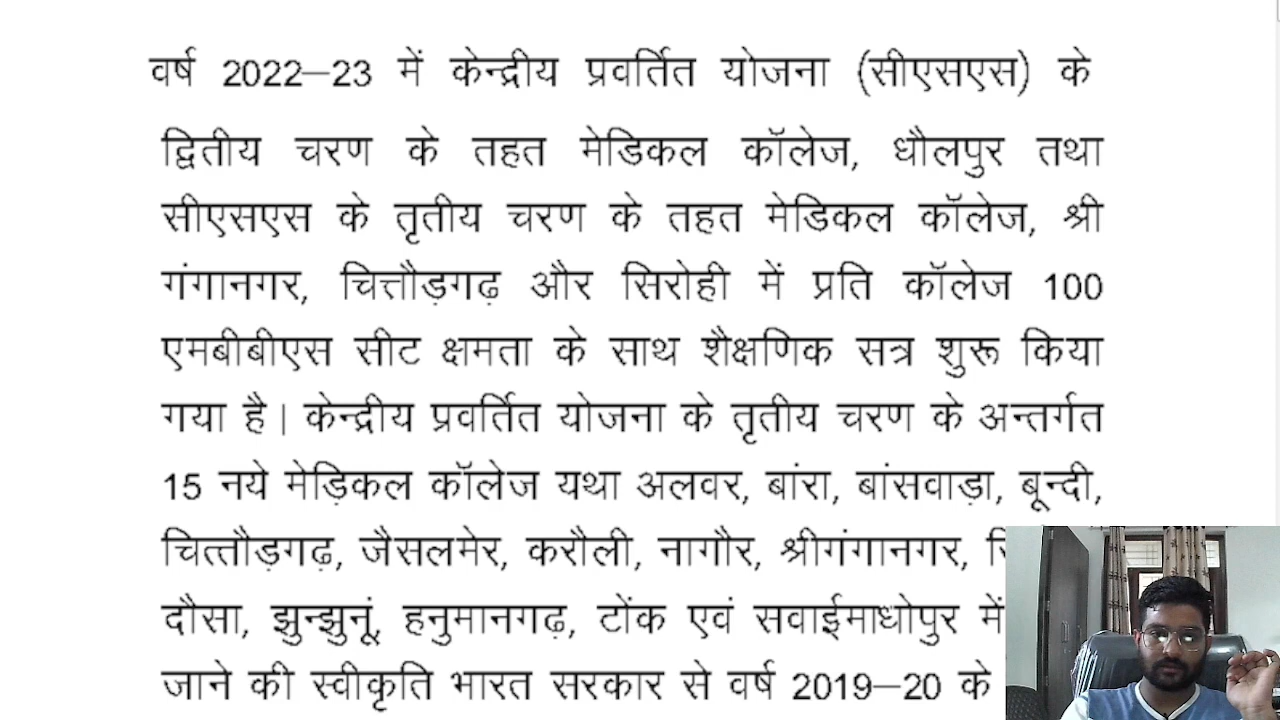 वर्ष 2022–23 में केन्द्रीय प्रवर्तित योजना (सीएसएस) के
द्वितीय चरण के तहत मेडिकल कॉलेज, धौलपुर तथा
सीएसएस के तृतीय चरण के तहत मेडिकल कॉलेज, श्री
गंगानगर, चित्तौड़गढ़ और सिरोही में प्रति कॉलेज 100
एमबीबीएस सीट क्षमता के साथ शैक्षणिक सत्र शुरू किया
गया है। केन्द्रीय प्रवर्तित योजना के तृतीय चरण के अन्तर्गत
15 नये मेड़िकल कॉलेज यथा अलवर, बांरा, बांसवाड़ा, बून्दी,
चित्तौड़गढ़, जैसलमेर, करौली, नागौर, श्रीगंगानगर,
दौसा, झुन्झुनूं, हनुमानगढ़, टोंक एवं सवाईमाधोपुर में
जाने की स्वीकृति भारत सरकार से वर्ष 2019–20 के